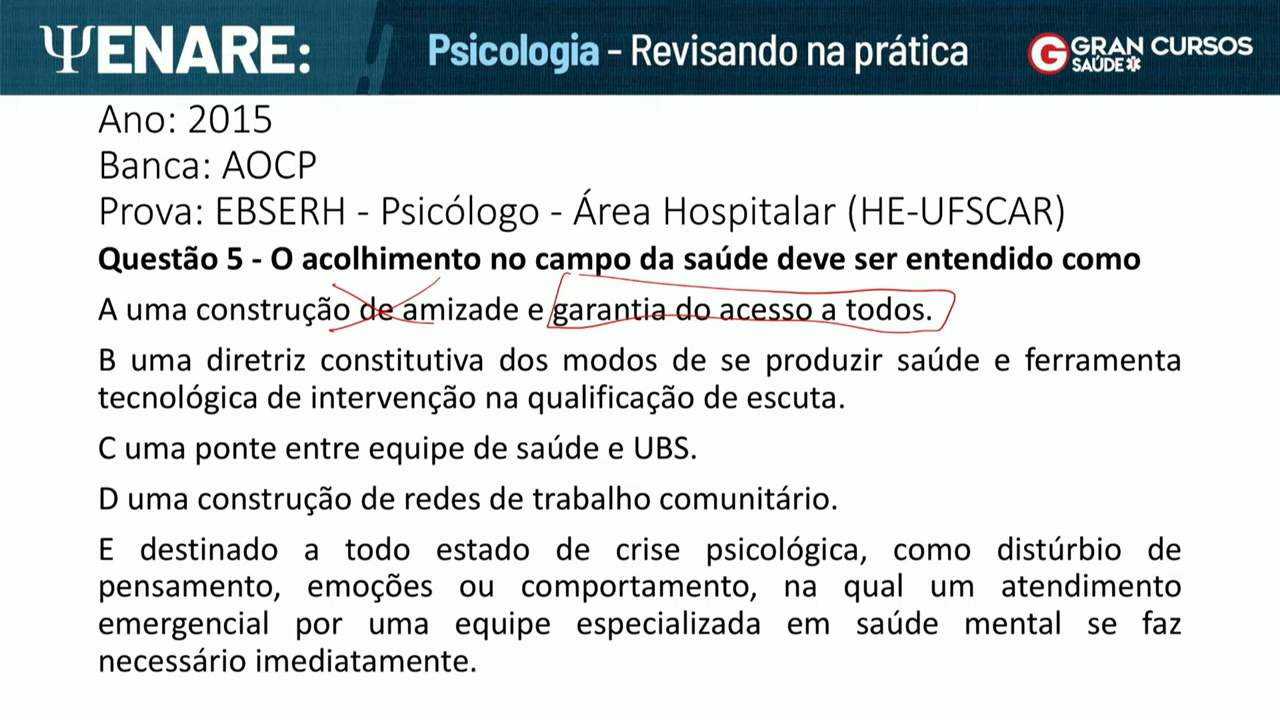 ΨENARE:
Psicologia - Revisando na prática
GRAN CURSOS
SAÚDE
Ano: 2015
Banca: AOCP
Prova: EBSERH - Psicólogo - Área Hospitalar (HE-UFSCAR)
Questão 5 - O acolhimento no campo da saúde deve ser entendido como
A uma construção de amizade e garantia do acesso a todos.
B uma diretriz constitutiva dos modos de se produzir saúde e ferramenta
tecnológica de intervenção na qualificação de escuta.
C uma ponte entre equipe de saúde e UBS.
D uma construção de redes de trabalho comunitário.
E destinado a todo estado de crise psicológica, como distúrbio de
pensamento, emoções ou comportamento, na qual um atendimento
emergencial por uma equipe especializada em saúde mental se faz
necessário imediatamente.